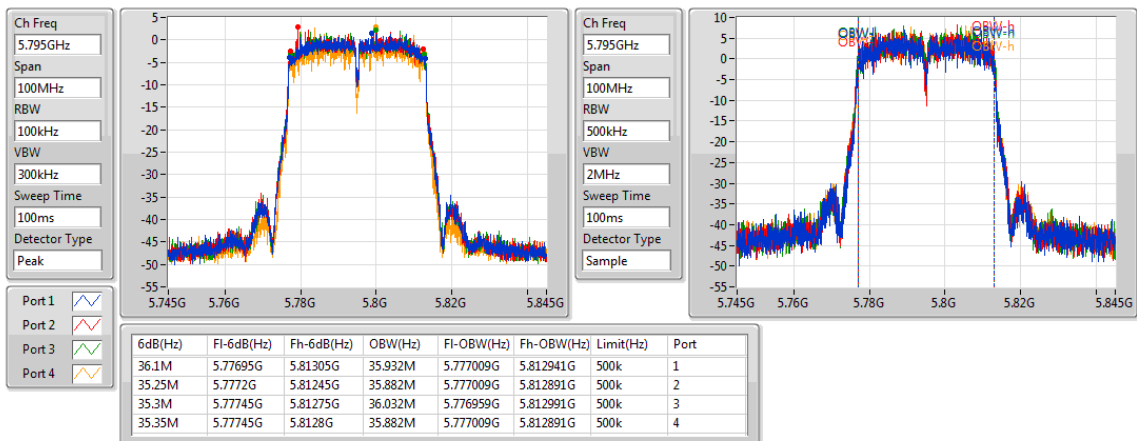 Ch Freq
5.795GHz
Span
100MHz
RBW
100kHz
VBW
300kHz
Sweep Time
100ms
Detector Type
Peak
5
0
-5
-10
-15
-20
-25
-30
-35
-40
-45
-50
-55
5.745G 5.76G 5.78G 5.8G 5.82G 5.845G
Ch Freq
5.795GHz
Span
100MHz
RBW
500kHz
VBW
2MHz
Sweep Time
100ms
Detector Type
Sample
10
5
0
-5
-10
-15
-20
-25
-30
-35
-40
-45
-50
-55
OBW-h
OBW-h
OBW-h
5.745G 5.76G 5.78G 5.8G 5.82G 5.845G
Port 1
Port 2
Port 3
Port 4
6dB(Hz) Fl-6dB(Hz) Fh-6dB(Hz) OBW(Hz) Fl-OBW(Hz) Fh-OBW(Hz) Limit(Hz) Port
36.1M 5.77695G 5.81305G 35.932M 5.777009G 5.812941G 500k 1
35.25M 5.7772G 5.81245G 35.882M 5.777009G 5.812891G 500k 2
35.3M 5.77745G 5.81275G 36.032M 5.776959G 5.812991G 500k 3
35.35M 5.77745G 5.8128G 35.882M 5.777009G 5.812891G 500k 4